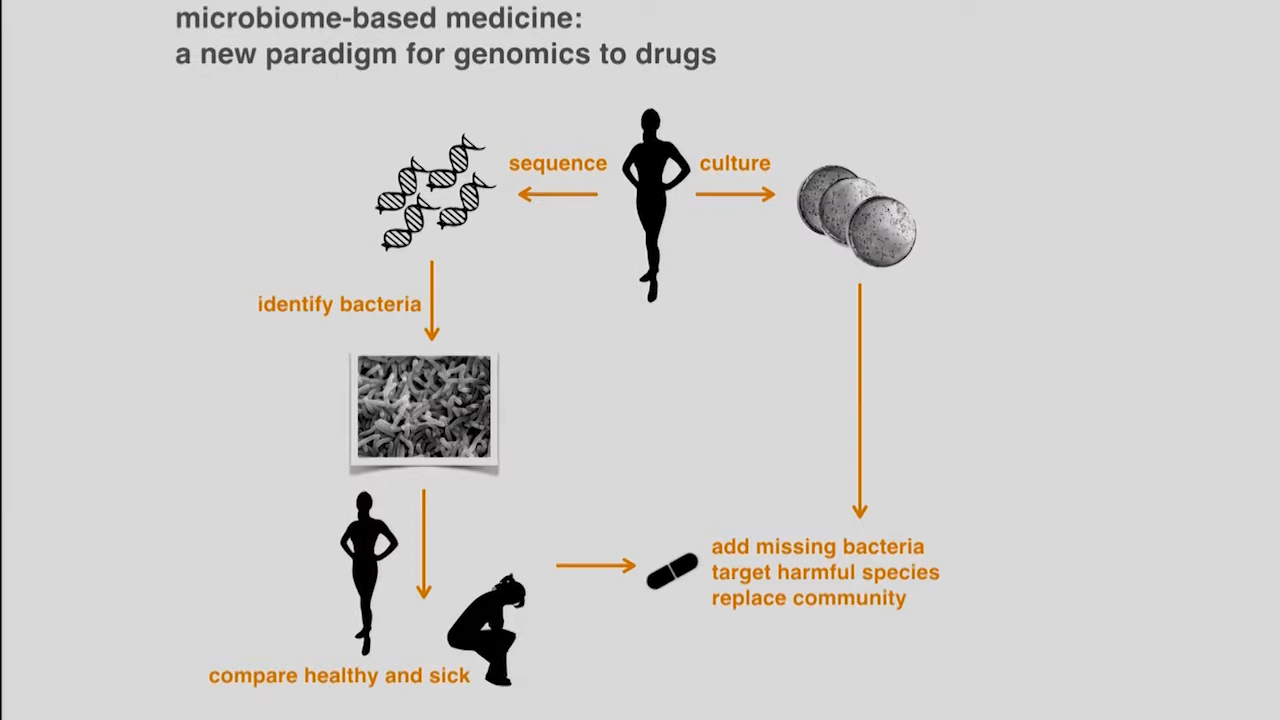 microbiome-based medicine:
a new paradigm for genomics to drugs
sequence
culture
identify bacteria
add missing bacteria
target harmful species
replace community
compare healthy and sick